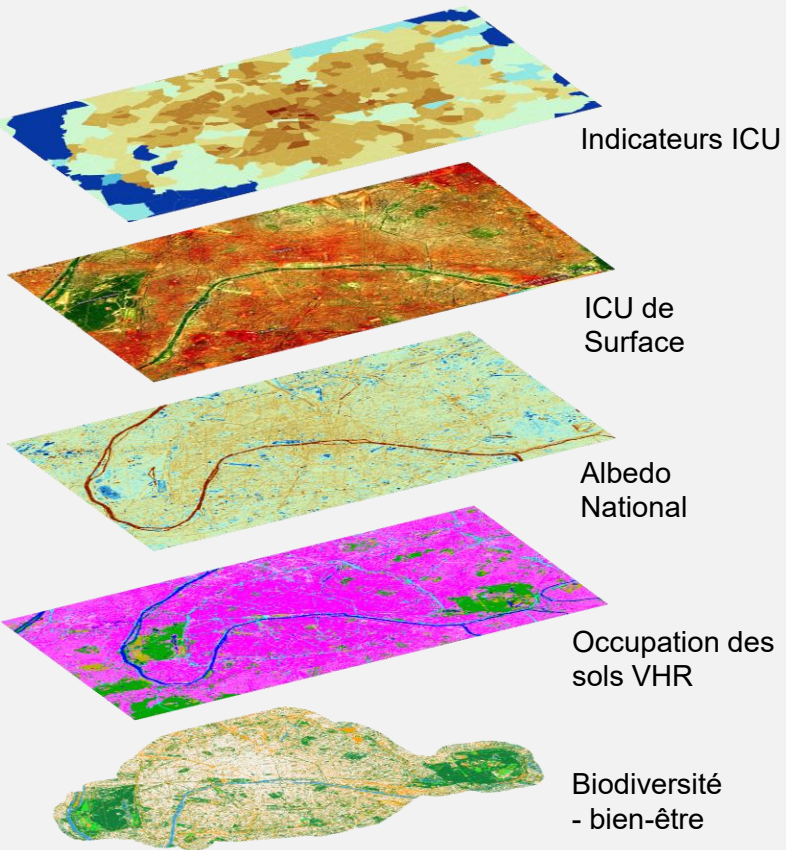 Indicateurs ICU
ICU de
Surface
Albedo
National
Occupation des
sols VHR
Biodiversité
- bien-être